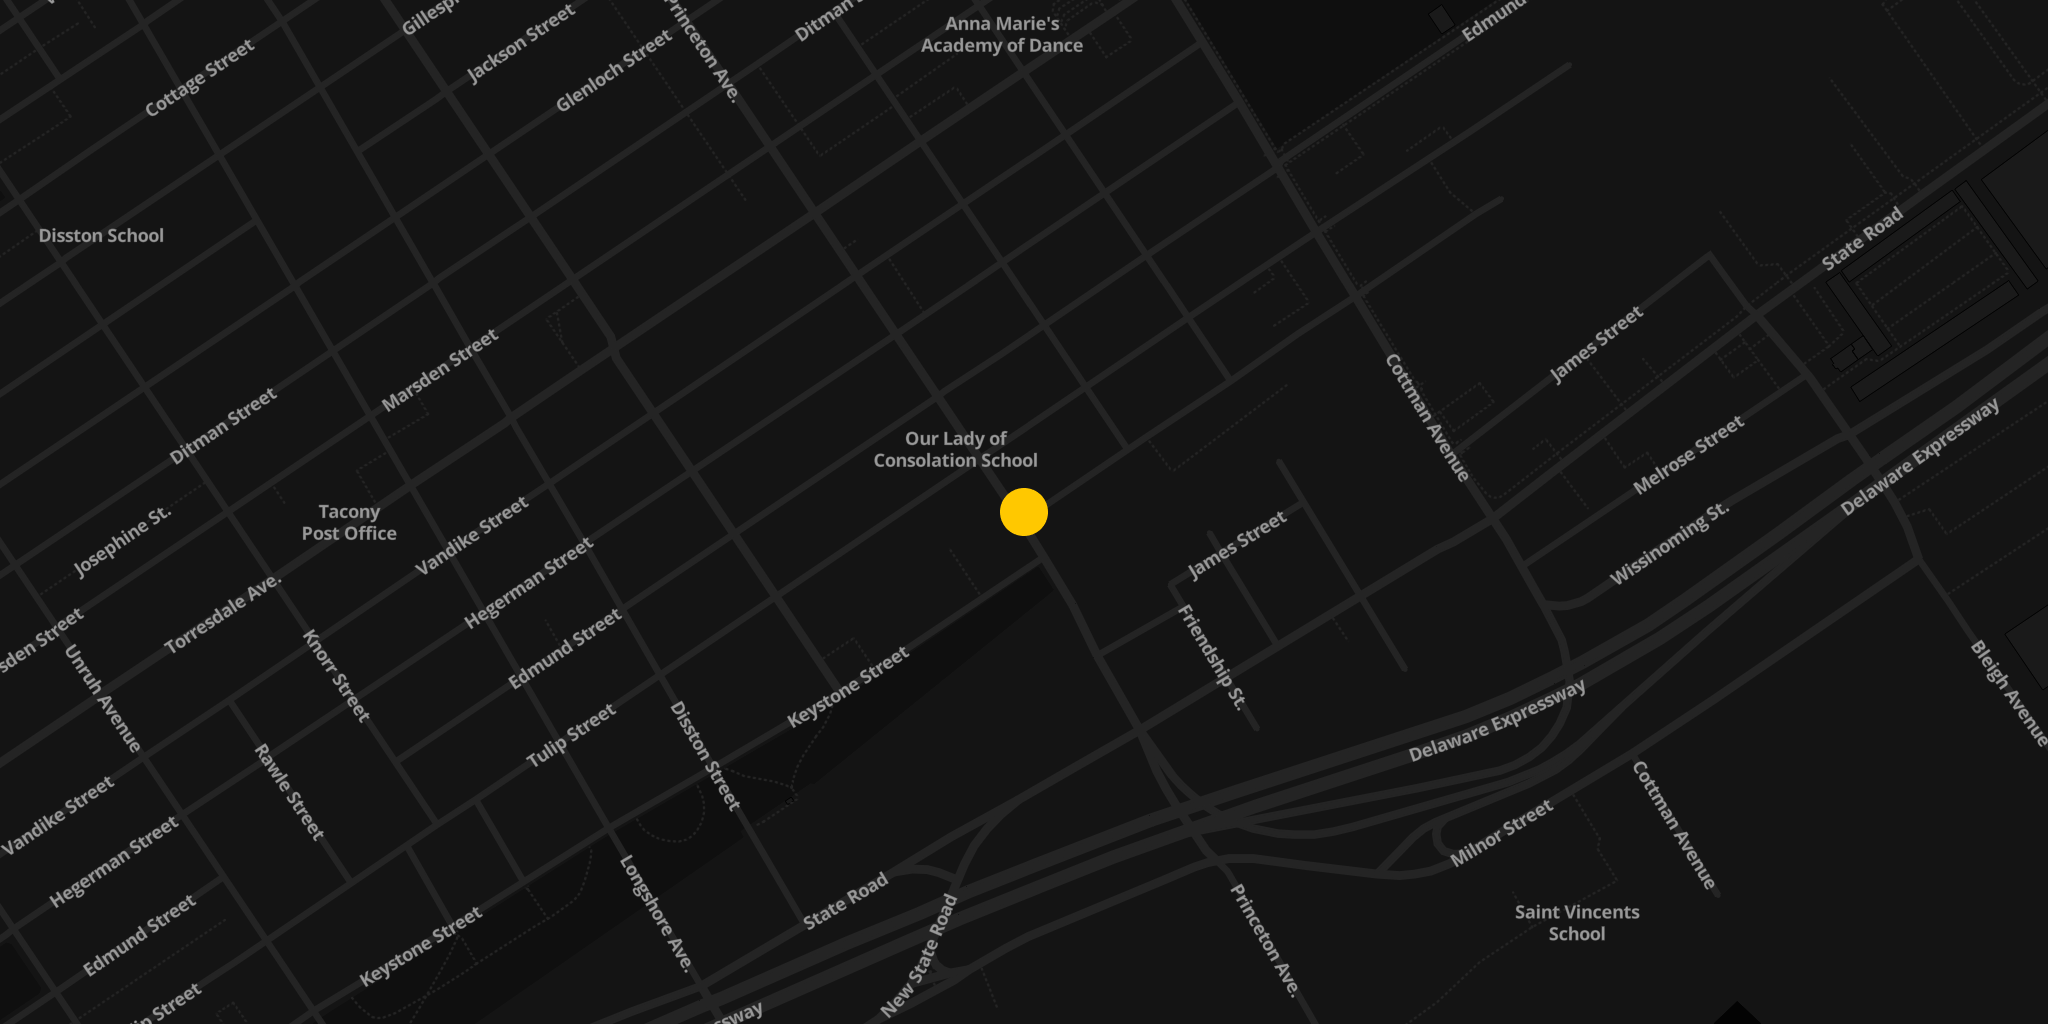 Gillesp
Anna Marie's
Academy of Dance
Ditman
Edmund
Jackson Street
Princeton Ave.
Cottage Street
Glenloch Street
Disston School
State Road
James Street
Marsden Street
Cottman Avenue
Ditman Street
Our Lady of
Consolation School
Melrose Street
Delaware Expressway
Josephine St.
Tacony
Post Office
Vandike Street
James Street
Wissinoming St.
Hegerman Street
Torresdale Ave.
sden Street
Edmund Street
Friendship St.
Unruh Avenue
Knorr Street
Keystone Street
Bleigh Avenue
Tulip Street
Disston Street
Delaware Expressway
Rawle Street
Vandike Street
Cottman Avenue
Milnor Street
Hegerman Street
Longshore Ave.
State Road
Edmund Street
Keystone Street
New State Road
Princeton Ave.
Saint Vincents
School
ip Street
ssway